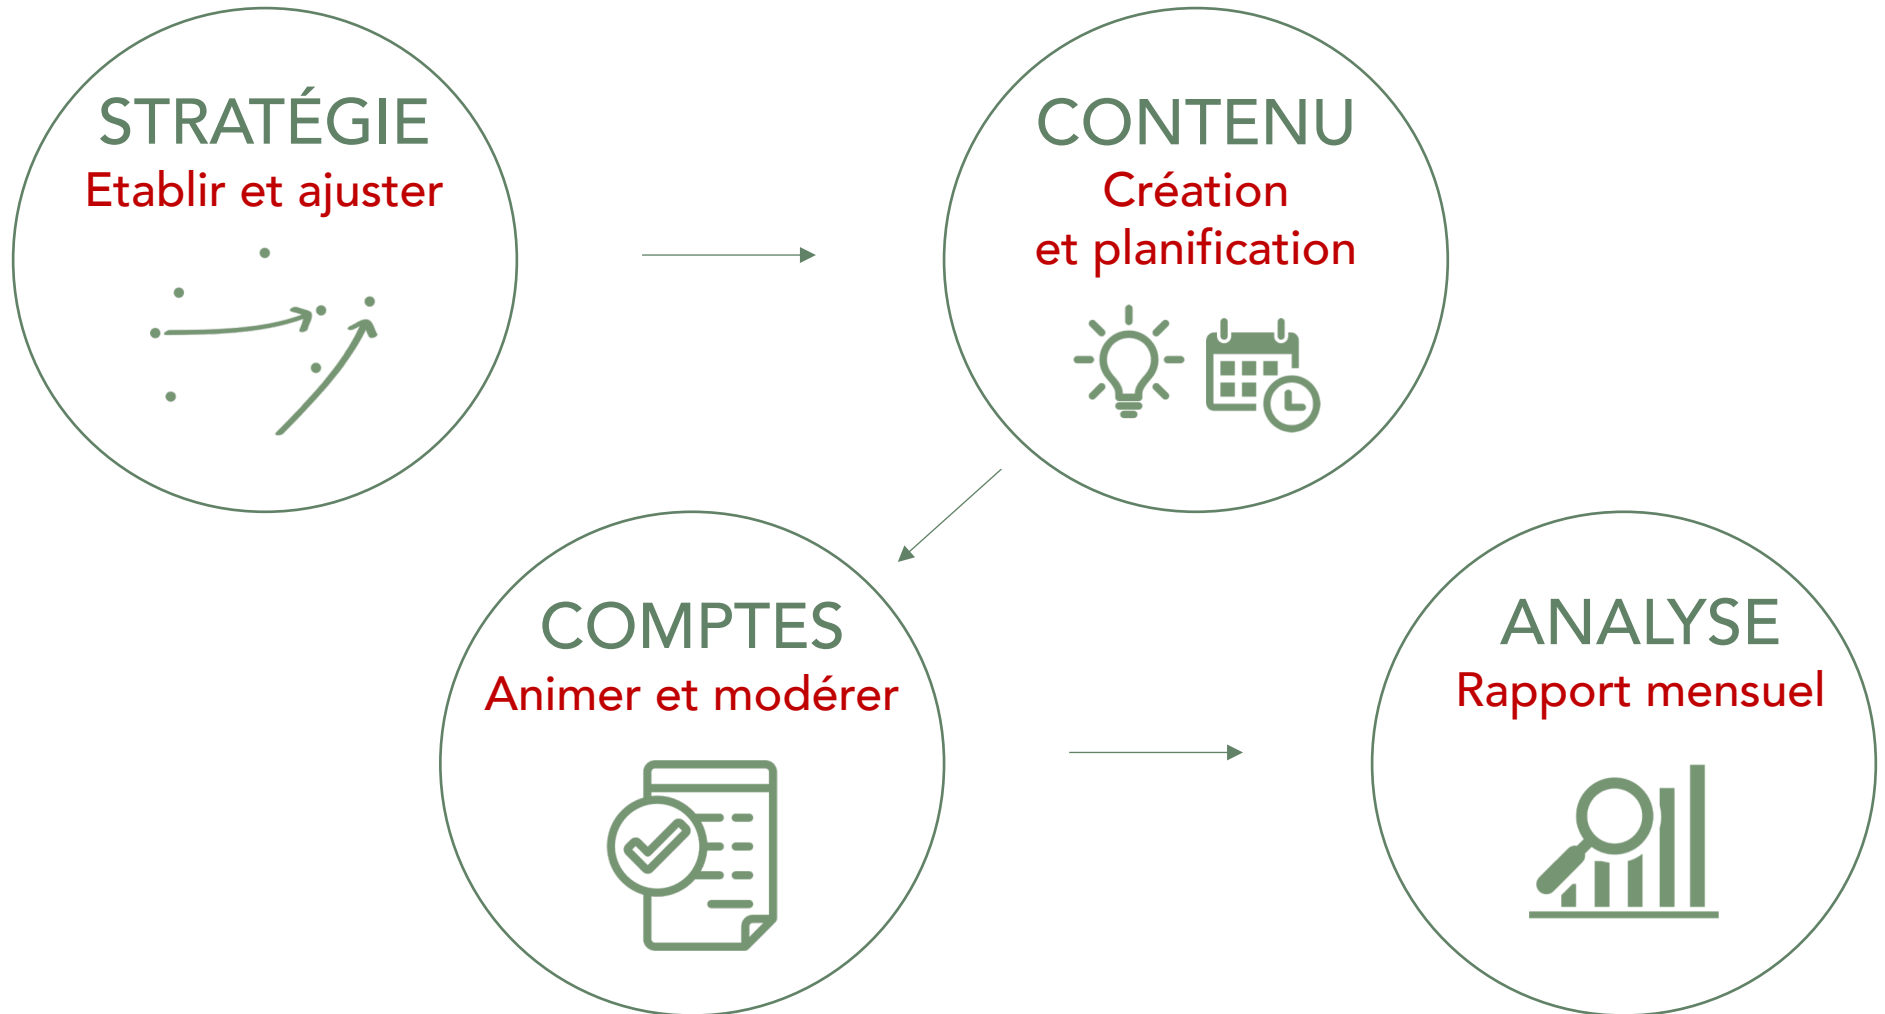 STRATÉGIE
Etablir et ajuster
CONTENU
Création
et planification
COMPTES
Animer et modérer
ANALYSE
Rapport mensuel